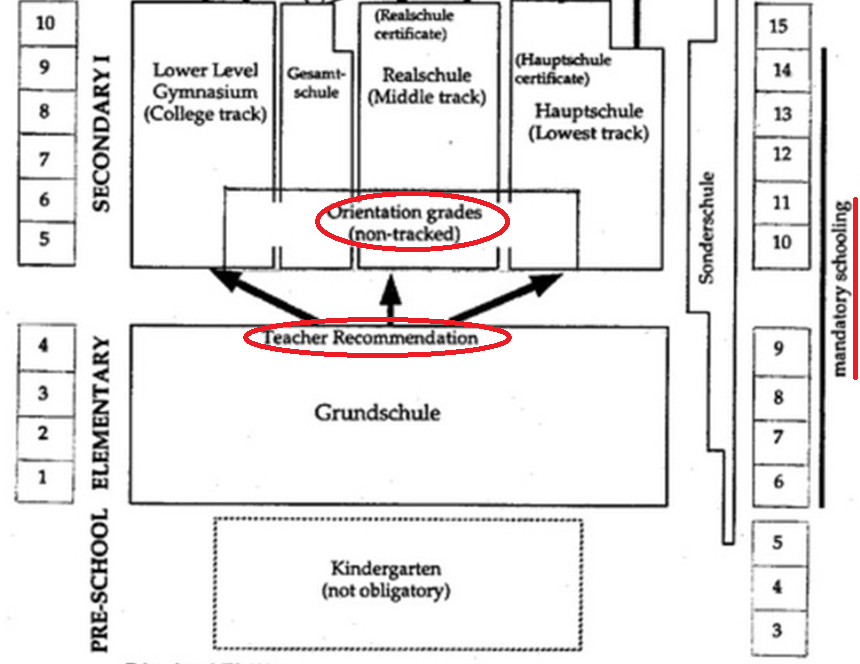 10
9
8
7
6
5
SECONDARY I
Lower Level
Gymnasium
(College track)
Gesamt-
schule
(Realschule
certificate)
Realschule
(Middle track)
(Hauptschule
certificate)
Hauptschule
(Lowest track)
Orientation grades
(non-tracked)
Sonderschule
15
14
13
12
11
10
mandatory schooling
4
3
2
1
ELEMENTARY
Teacher Recommendation
Grundschule
9
8
7
6
PRE-SCHOOL
Kindergarten
(not obligatory)
5
4
3